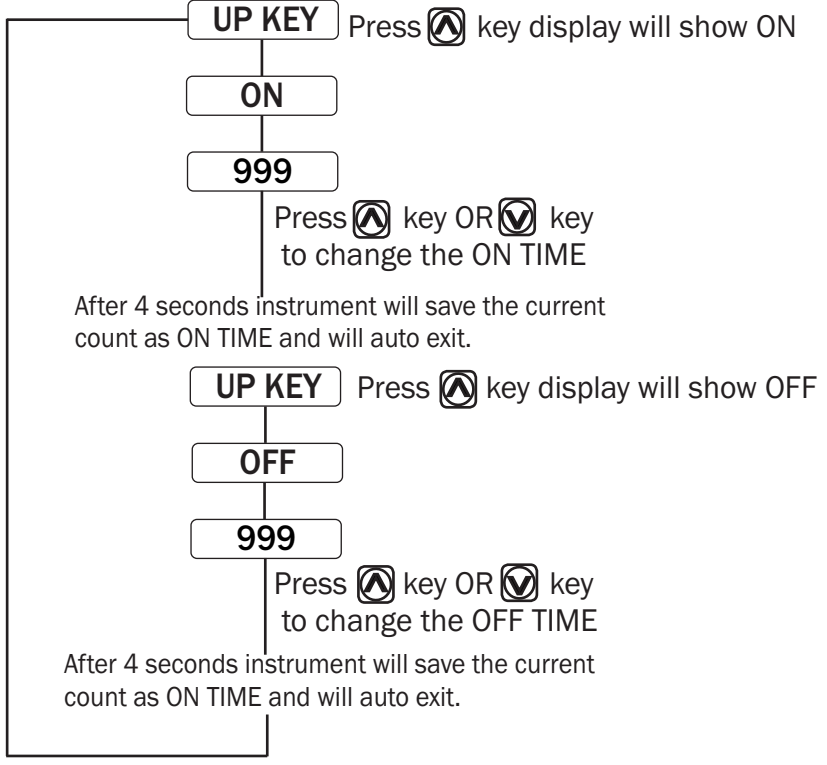 UP KEY Press key display will show ON
ON
999
Press key OR key
to change the ON TIME
After 4 seconds instrument will save the current
count as ON TIME and will auto exit.
UP KEY Press key display will show OFF
OFF
999
Press key OR key
to change the OFF TIME
After 4 seconds instrument will save the current
count as ON TIME and will auto exit.